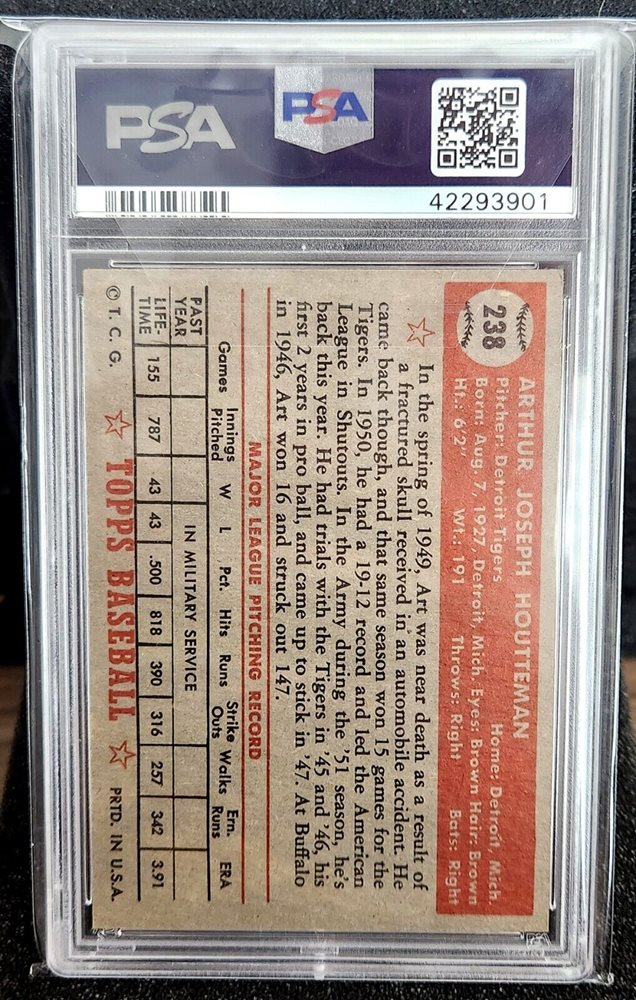 PSA
PSA
42293901
238
ARTHUR JOSEPH HOUTTEMAN
Pitcher: Detroit Tigers Home: Detroit, Mich.
Born: Aug. 7, 1927, Detroit, Mich. Eyes: Brown Hair: Brown
Ht.: 6'2" Wt.: 191 Throws: Right Bats: Right
In the spring of 1949, Art was near death as a result of
a fractured skull received in an automobile accident. He
came back though, and that same season won 15 games for the
Tigers. In 1950, he had a 19-12 record and led the American
League in Shutouts. In the Army during the '51 season, he's
back this year. He had trials with the Tigers in '45 and '46, his
first 2 years in pro ball, and came up to stick in '47. At Buffalo
in 1946, Art won 16 and struck out 147.
MAJOR LEAGUE PITCHING RECORD
Games Innings Pitched W L Pct. Hits Runs Strike Outs Walks Ern. Runs ERA
PAST YEAR IN MILITARY SERVICE
LIFE-TIME 155 787 43 43 .500 818 390 316 257 342 3.91
© T. C. G. TOPPS BASEBALL PRTD. IN U.S.A.